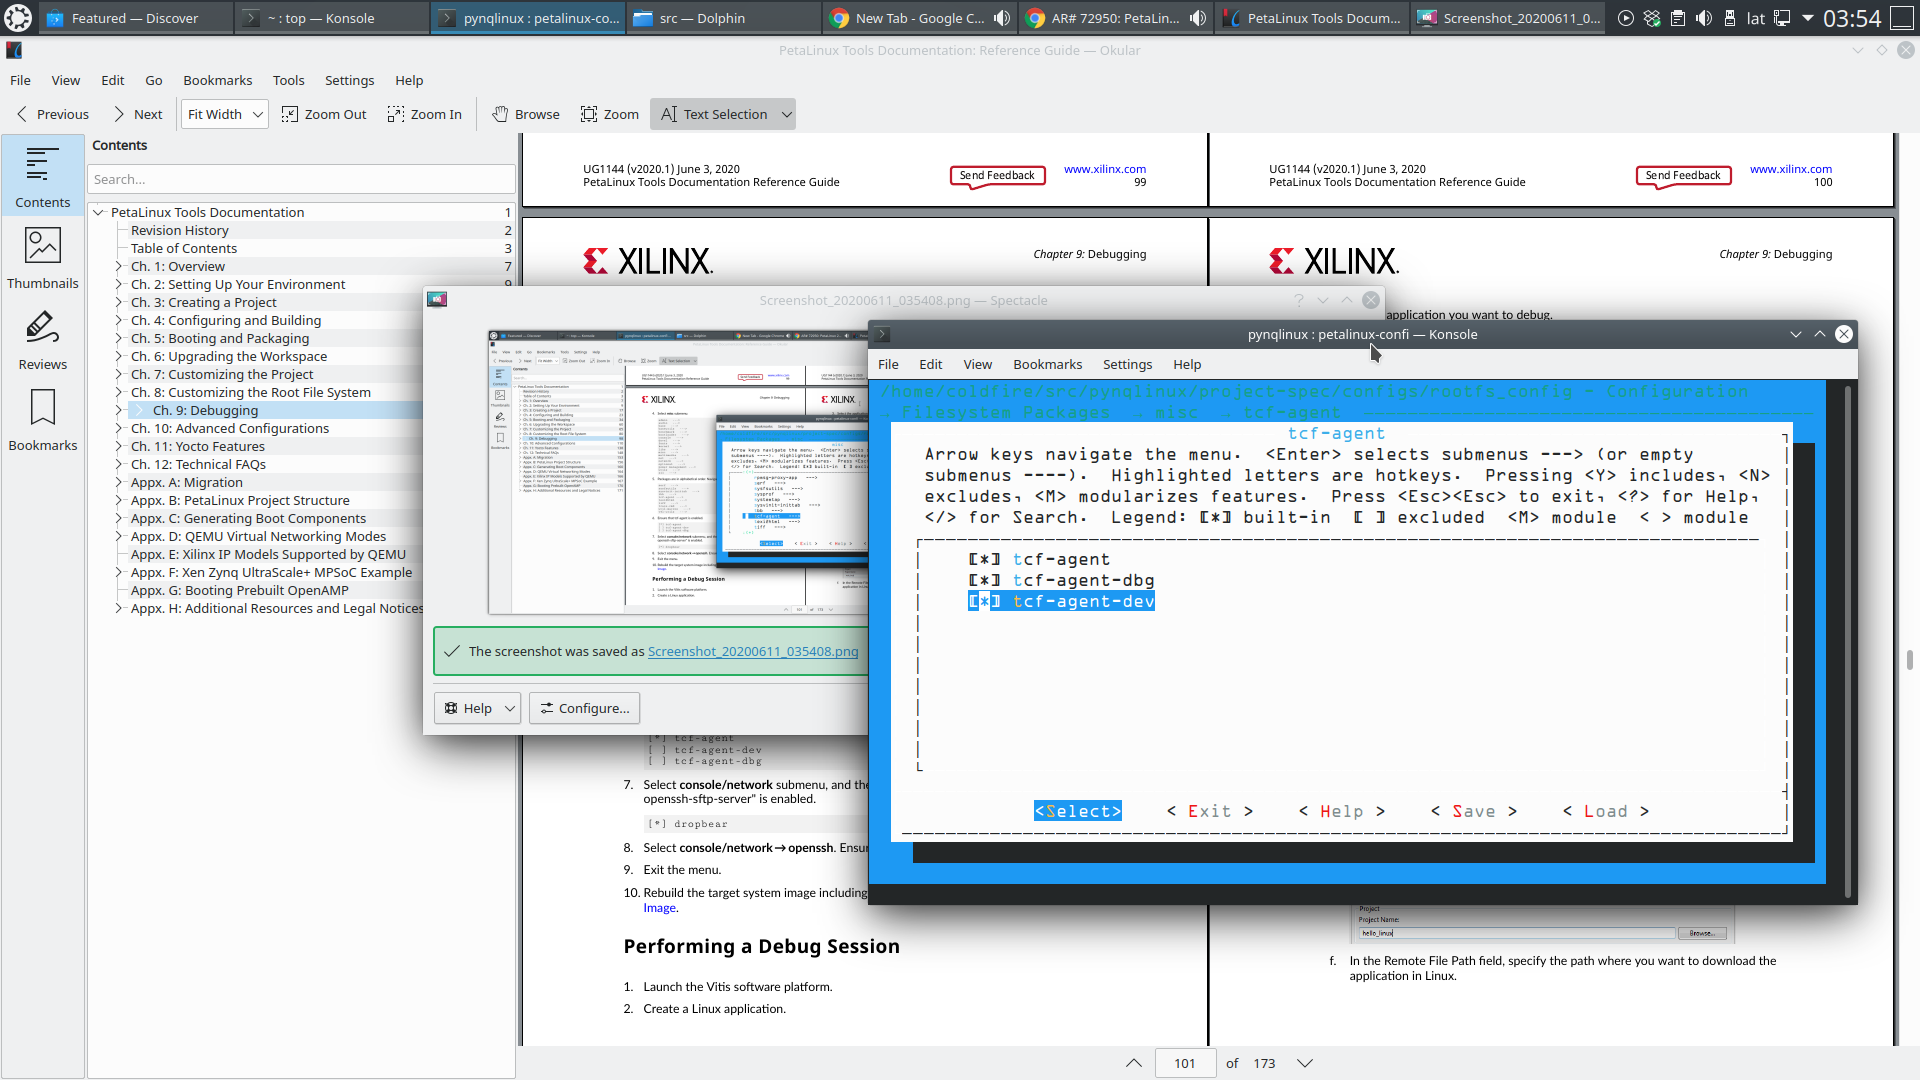 Featured — Discover
~ : top — Konsole
pynqlinux : petalinux-co...
src — Dolphin
New Tab - Google C...
AR# 72950: PetaLin...
PetaLinux Tools Docum...
Screenshot_20200611_0...
lat
03:54
PetaLinux Tools Documentation: Reference Guide — Okular
File Edit View Go Bookmarks Tools Settings Help
File View Edit Go Bookmarks Tools Settings Help
Previous Next Fit Width Zoom Out Zoom In Browse Zoom Text Selection
Contents
Thumbnails
Reviews
Bookmarks
Contents
Search...
PetaLinux Tools Documentation 1
Revision History 2
Table of Contents 3
Ch. 1: Overview 7
Ch. 2: Setting Up Your Environment 9
Ch. 3: Creating a Project
Ch. 4: Configuring and Building
Ch. 5: Booting and Packaging
Ch. 6: Upgrading the Workspace
Ch. 7: Customizing the Project
Ch. 8: Customizing the Root File System
Ch. 9: Debugging
Ch. 10: Advanced Configurations
Ch. 11: Yocto Features
Ch. 12: Technical FAQs
Appx. A: Migration
Appx. B: PetaLinux Project Structure
Appx. C: Generating Boot Components
Appx. D: QEMU Virtual Networking Modes
Appx. E: Xilinx IP Models Supported by QEMU
Appx. F: Xen Zynq UltraScale+ MPSoC Example
Appx. G: Booting Prebuilt OpenAMP
Appx. H: Additional Resources and Legal Notices
UG1144 (v2020.1) June 3, 2020
PetaLinux Tools Documentation Reference Guide
Send Feedback
www.xilinx.com
99
UG1144 (v2020.1) June 3, 2020
PetaLinux Tools Documentation Reference Guide
Send Feedback
www.xilinx.com
100
XILINX.
Chapter 9: Debugging
XILINX.
Chapter 9: Debugging
application you want to debug.
Screenshot_20200611_035408.png — Spectacle
The screenshot was saved as Screenshot_20200611_035408.png
Help
Configure...
pynqlinux : petalinux-confi — Konsole
File Edit View Bookmarks Settings Help
/home/coldfire/src/pynqlinux/project-spec/configs/rootfs_config - Configuration
→ Filesystem Packages → misc → tcf-agent
tcf-agent
Arrow keys navigate the menu. <Enter> selects submenus ---> (or empty
submenus ----). Highlighted letters are hotkeys. Pressing <Y> includes, <N>
excludes, <M> modularizes features. Press <Esc><Esc> to exit, <?> for Help,
</> for Search. Legend: [*] built-in [ ] excluded <M> module < > module
[*] tcf-agent
[*] tcf-agent-dbg
[*] tcf-agent-dev
<Select> < Exit > < Help > < Save > < Load >
[*] tcf-agent
[ ] tcf-agent-dev
[ ] tcf-agent-dbg
7. Select console/network submenu, and the
openssh-sftp-server" is enabled.
[*] dropbear
8. Select console/network→openssh. Ensur
9. Exit the menu.
10. Rebuild the target system image including
Image.
Performing a Debug Session
1. Launch the Vitis software platform.
2. Create a Linux application.
Project
Project Name:
hello_linux
Browse...
f. In the Remote File Path field, specify the path where you want to download the
application in Linux.
101 of 173